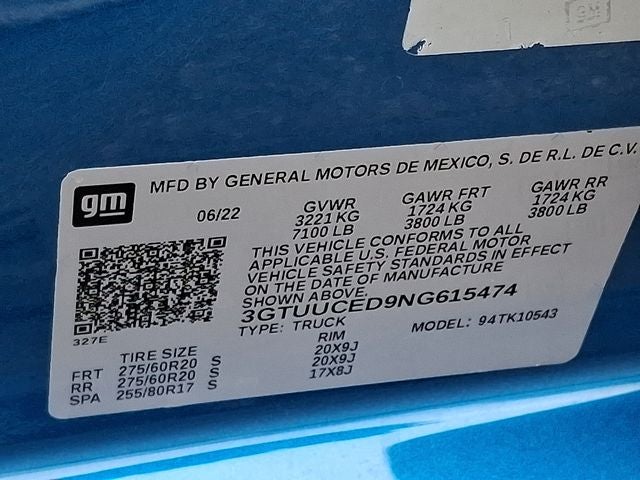 GM
gm
MFD BY GENERAL MOTORS DE MEXICO, S. DE R.L. DE C.V.
06/22 GVWR GAWR FRT GAWR RR
3221 KG 1724 KG 1724 KG
7100 LB 3800 LB 3800 LB
THIS VEHICLE CONFORMS TO ALL
APPLICABLE U.S. FEDERAL MOTOR
VEHICLE SAFETY STANDARDS IN EFFECT
ON THE DATE OF MANUFACTURE
SHOWN ABOVE.
3GTUUCED9NG615474
327E
TYPE: TRUCK MODEL: 94TK10543
TIRE SIZE RIM
FRT 275/60R20 S 20X9J
RR 275/60R20 S 20X9J
SPA 255/80R17 S 17X8J